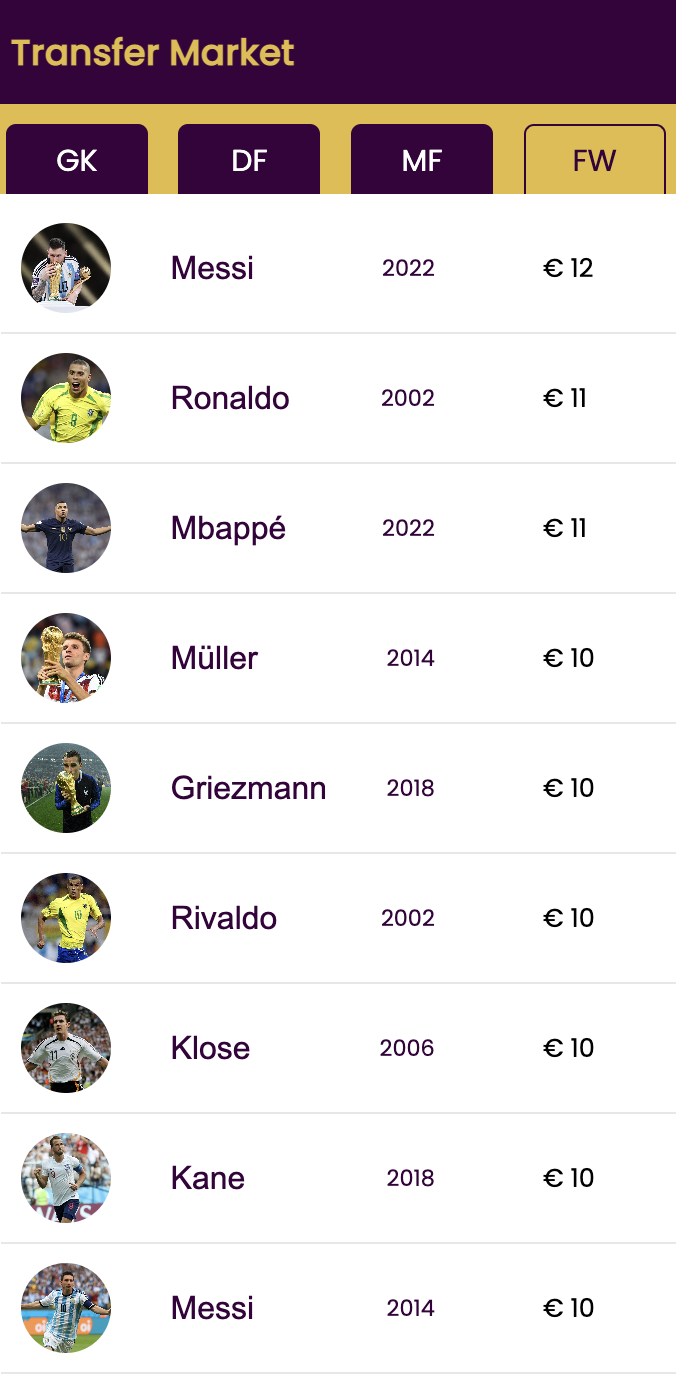 Transfer Market
GK DF MF FW
Messi 2022 € 12
Ronaldo 2002 € 11
Mbappé 2022 € 11
Müller 2014 € 10
Griezmann 2018 € 10
Rivaldo 2002 € 10
Klose 2006 € 10
Kane 2018 € 10
Messi 2014 € 10